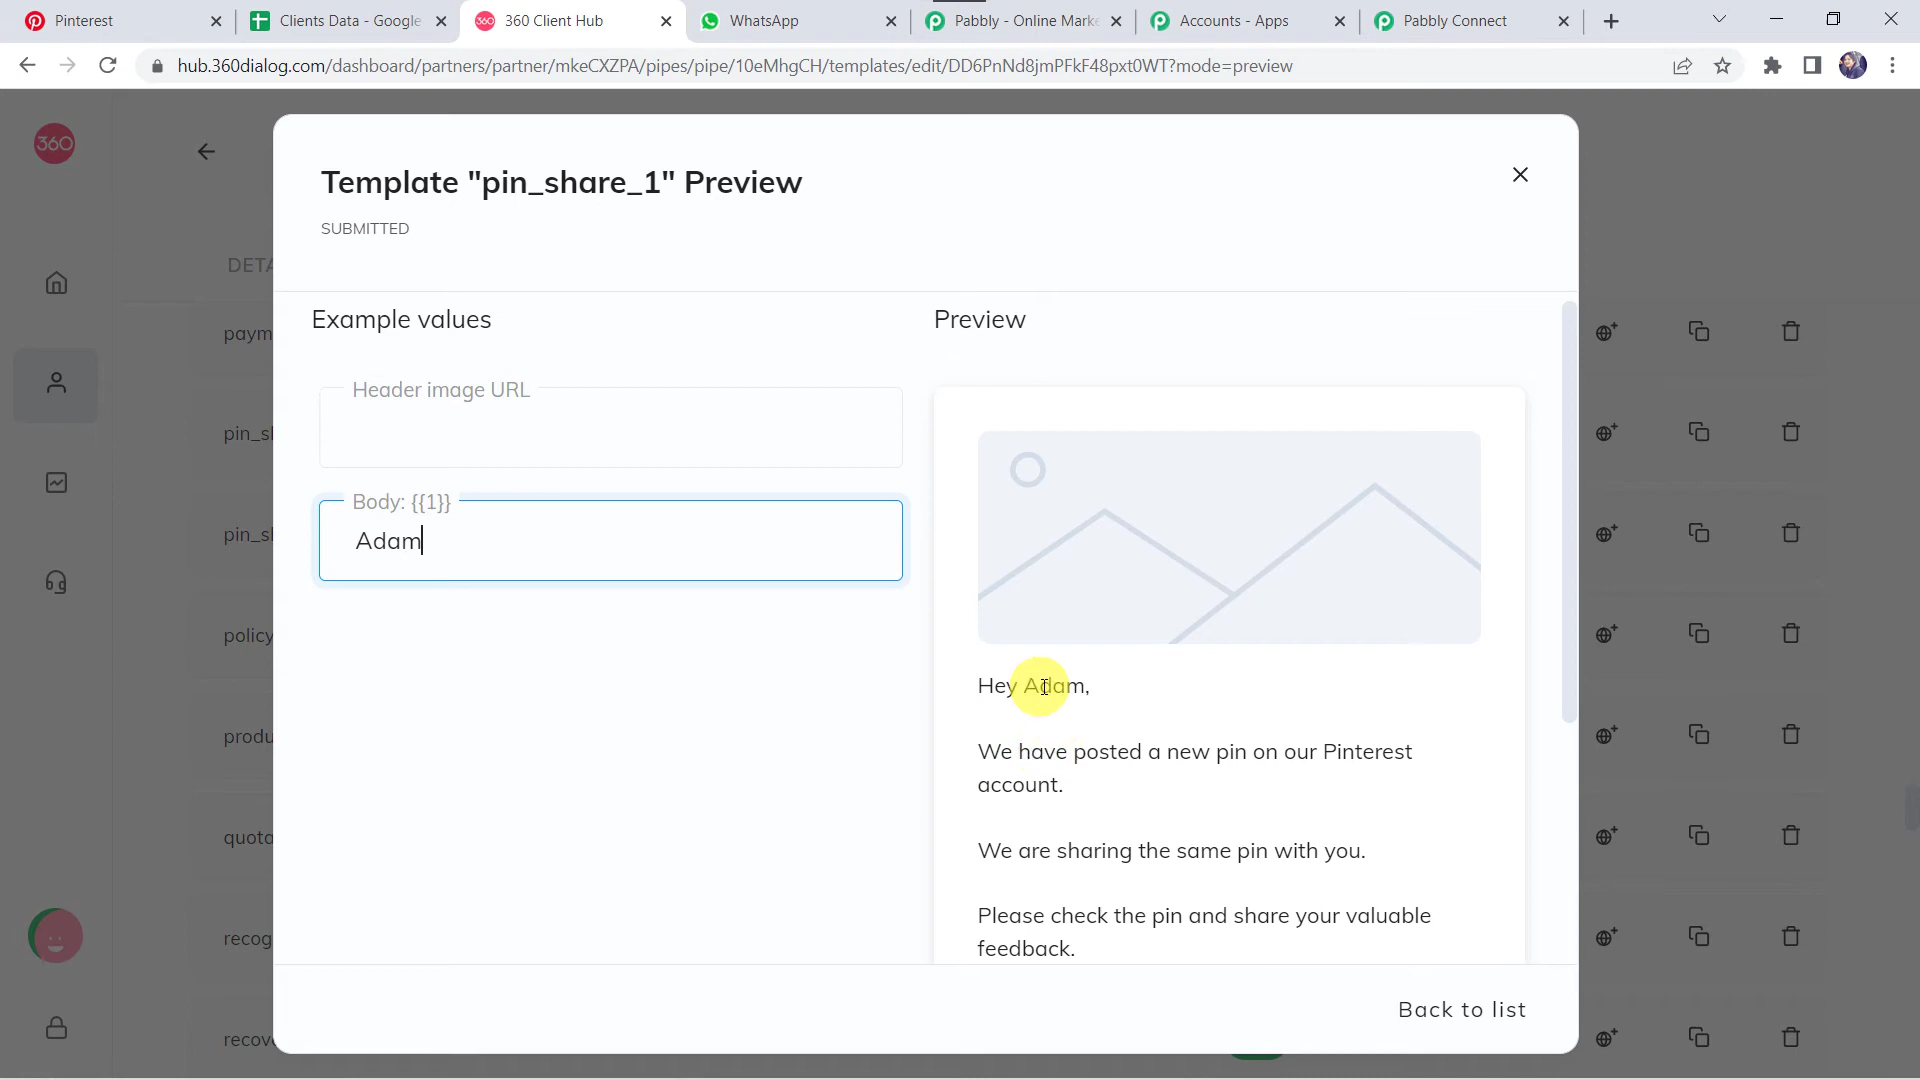 Pinterest
Clients Data - Google
360 Client Hub
WhatsApp
Pabbly - Online Marke
Accounts - Apps
Pabbly Connect
hub.360dialog.com/dashboard/partners/partner/mkeCXZPA/pipes/pipe/10eMhgCH/templates/edit/DD6PnNd8jmPFkF48pxt0WT?mode=preview
360
Template "pin_share_1" Preview
SUBMITTED
DETA
Example values
Preview
paym
Header image URL
pin_sh
Body: {{1}}
Adam
pin_sh
policy
Hey Adam,
produ
We have posted a new pin on our Pinterest
account.
quota
We are sharing the same pin with you.
Please check the pin and share your valuable
feedback.
recog
Back to list
recov